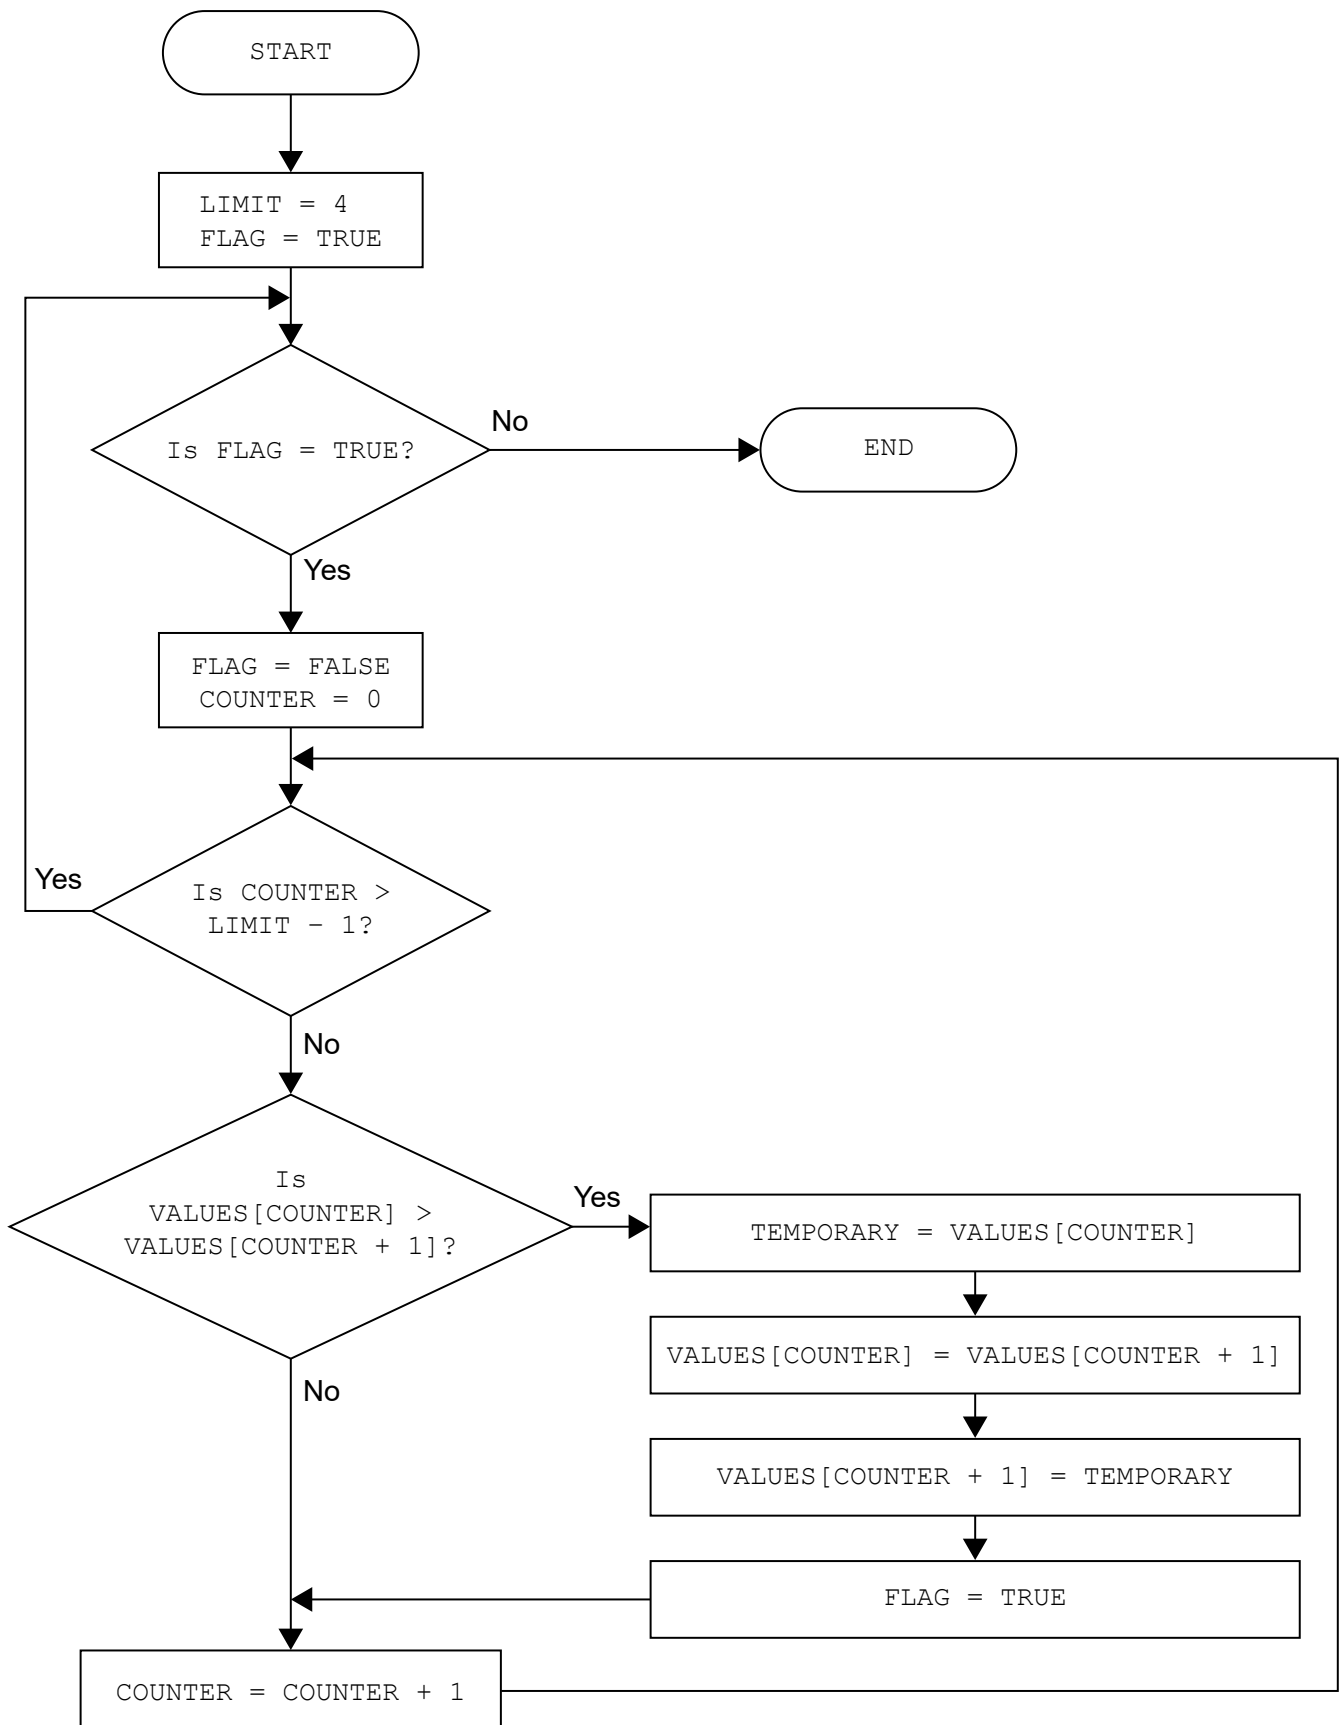 START
LIMIT = 4
FLAG = TRUE
Is FLAG = TRUE?
No
END
Yes
FLAG = FALSE
COUNTER = 0
Yes
Is COUNTER >
LIMIT – 1?
No
Is
VALUES[COUNTER] >
VALUES[COUNTER + 1]?
Yes
TEMPORARY = VALUES[COUNTER]
VALUES[COUNTER] = VALUES[COUNTER + 1]
No
VALUES[COUNTER + 1] = TEMPORARY
FLAG = TRUE
COUNTER = COUNTER + 1